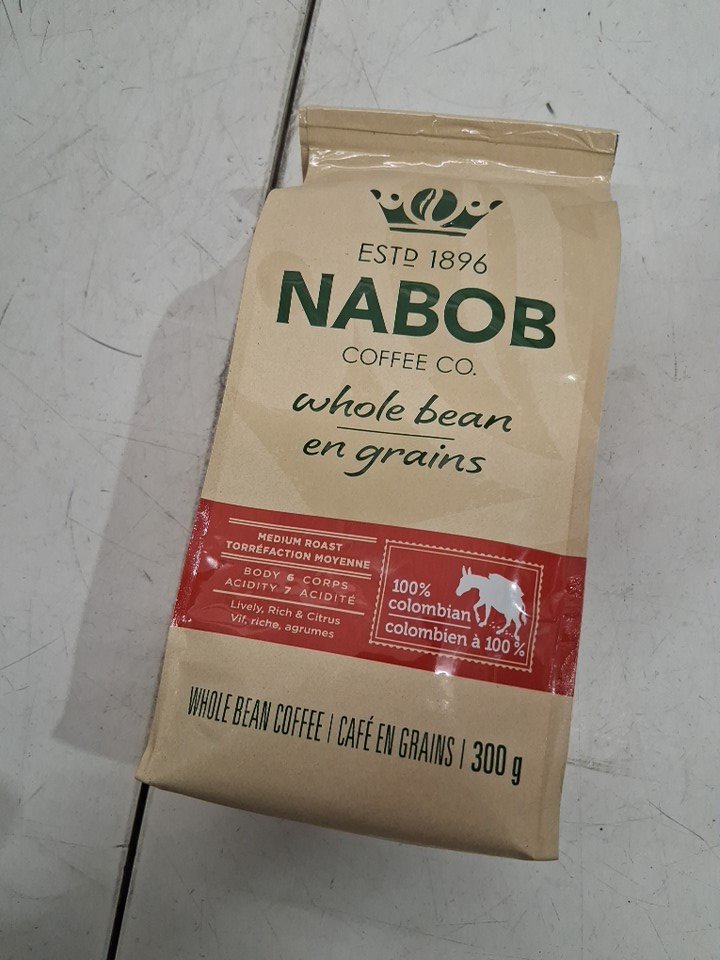 ESTD 1896
NABOB
COFFEE CO.
whole bean
en grains
MEDIUM ROAST
TORRÉFACTION MOYENNE
BODY 6 CORPS
ACIDITY 7 ACIDITÉ
Lively, Rich & Citrus
Vif, riche, agrumes
100%
colombian
colombien à 100 %
WHOLE BEAN COFFEE | CAFÉ EN GRAINS | 300 g